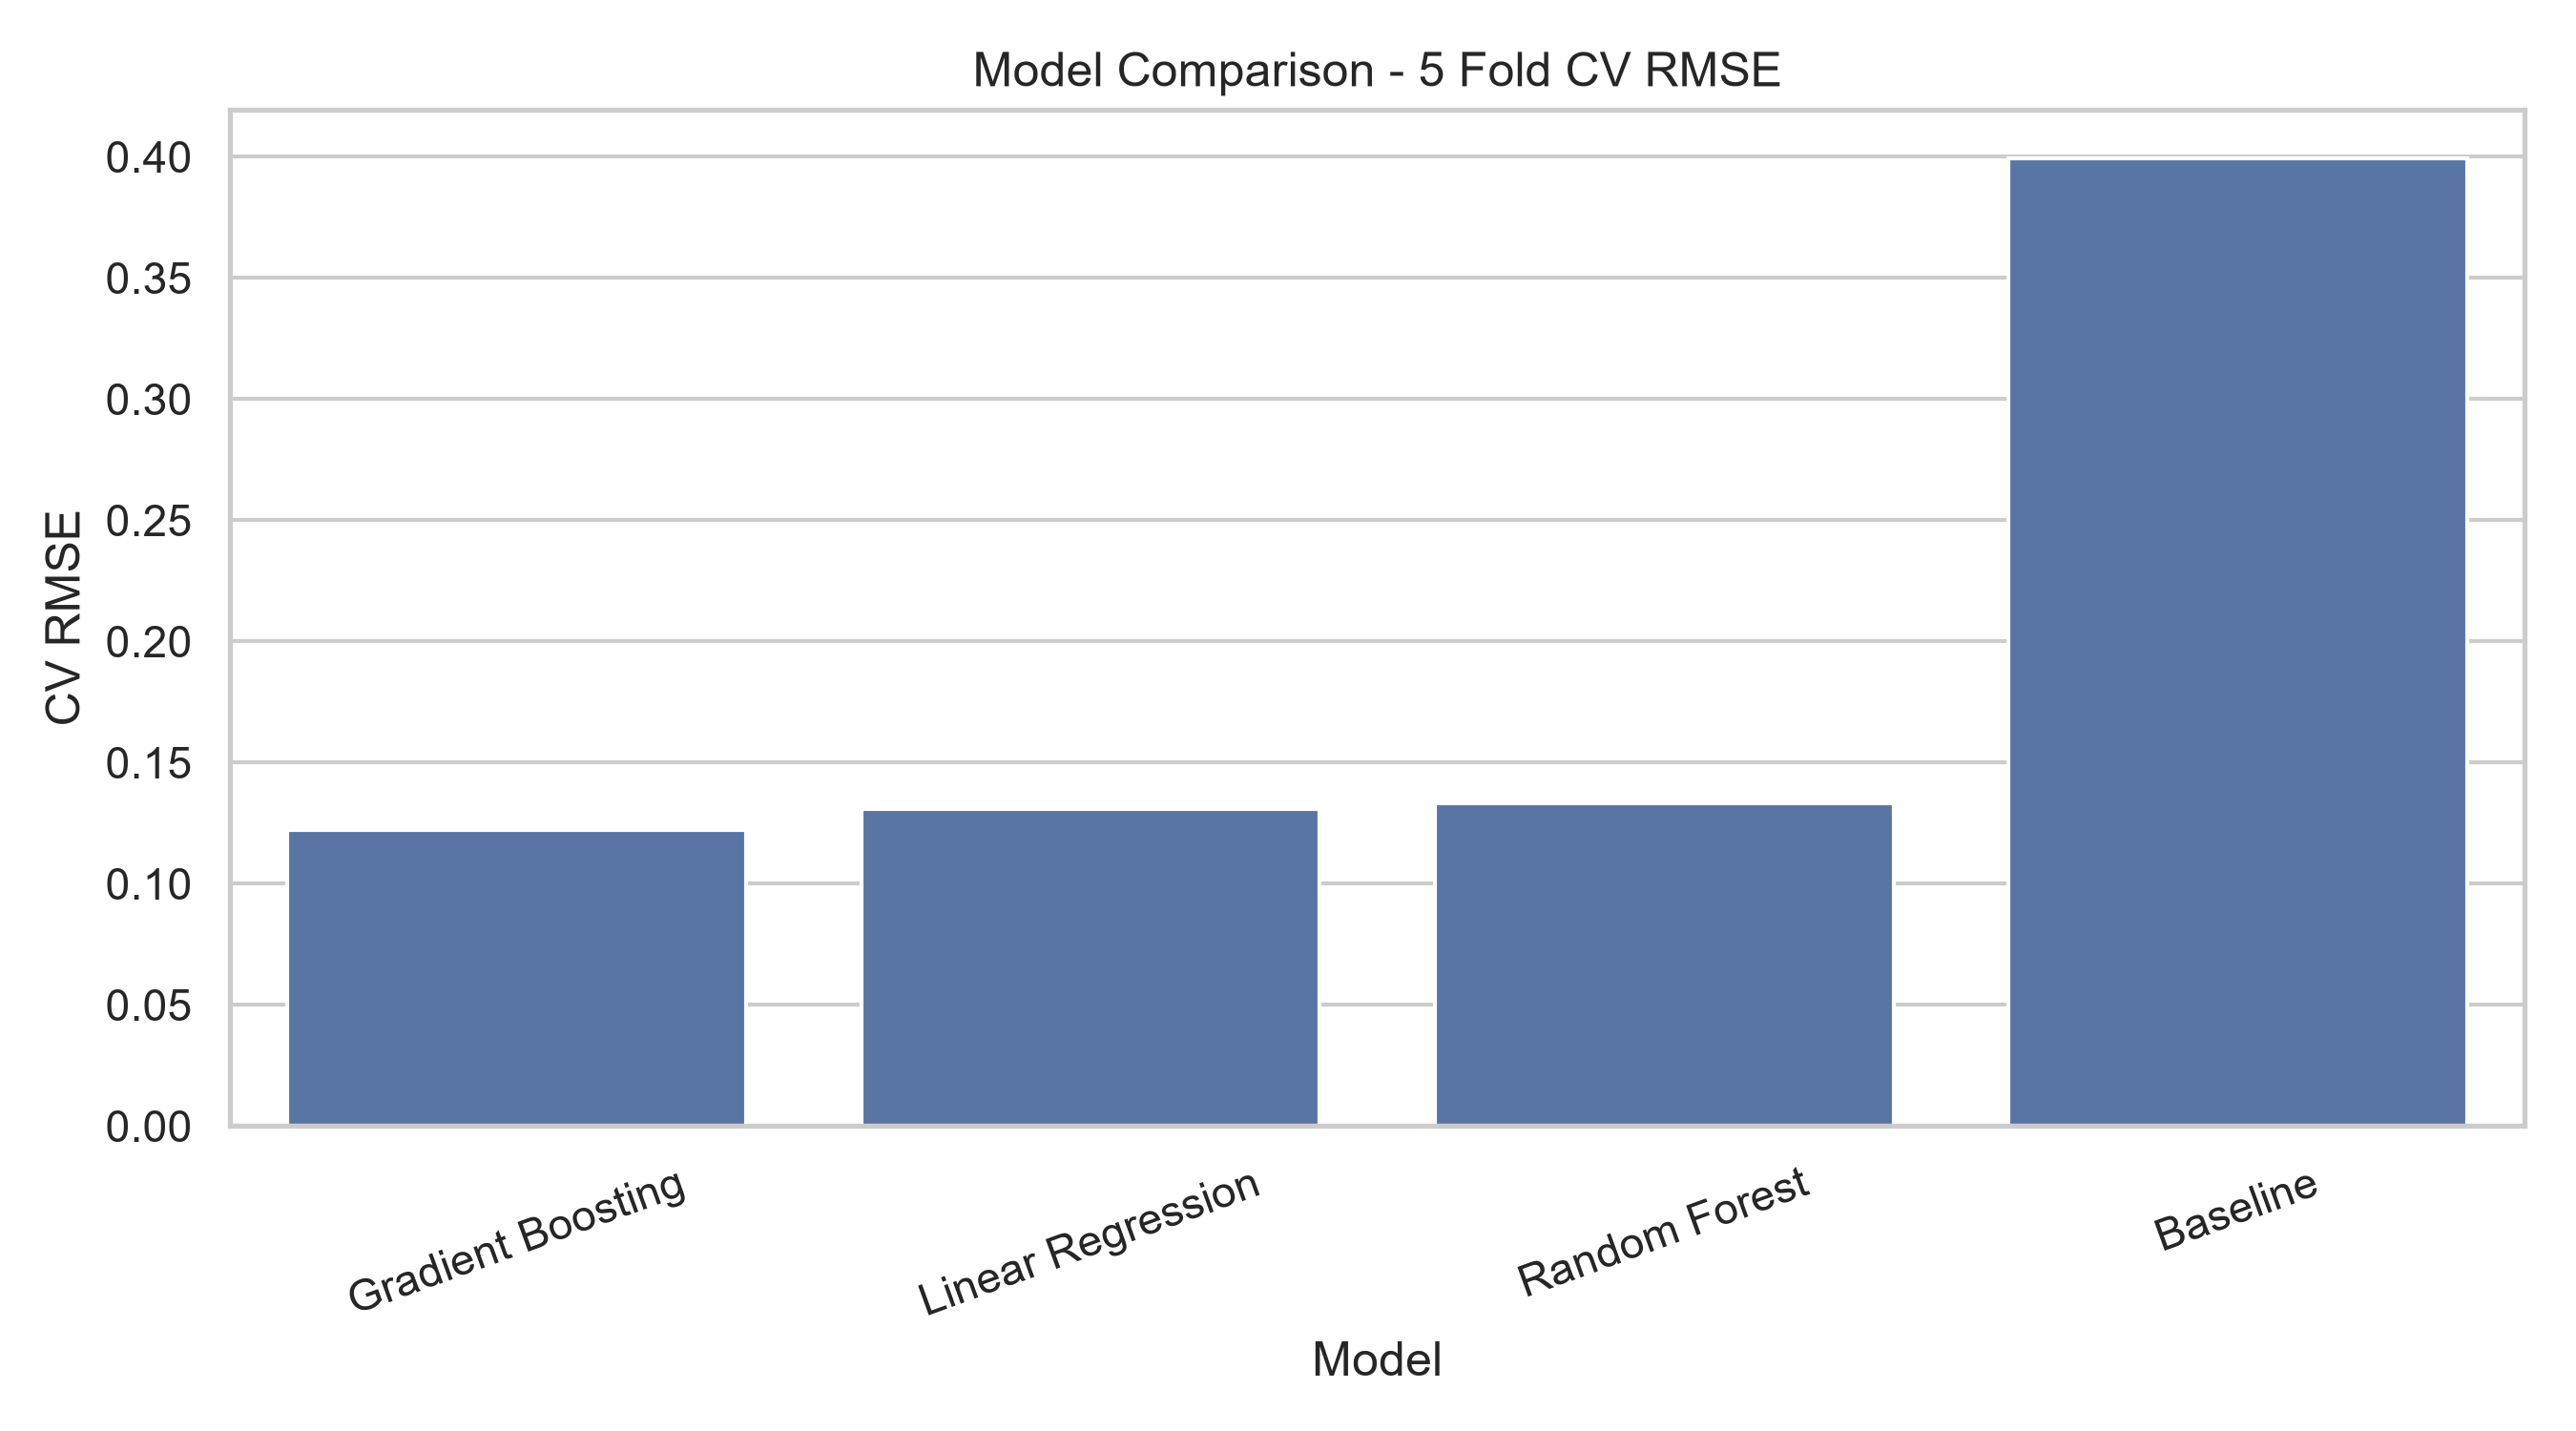 Model Comparison - 5 Fold CV RMSE
0.40
0.35
0.30
0.25
0.20
0.15
0.10
0.05
0.00
CV RMSE
Gradient Boosting
Linear Regression
Random Forest
Baseline
Model